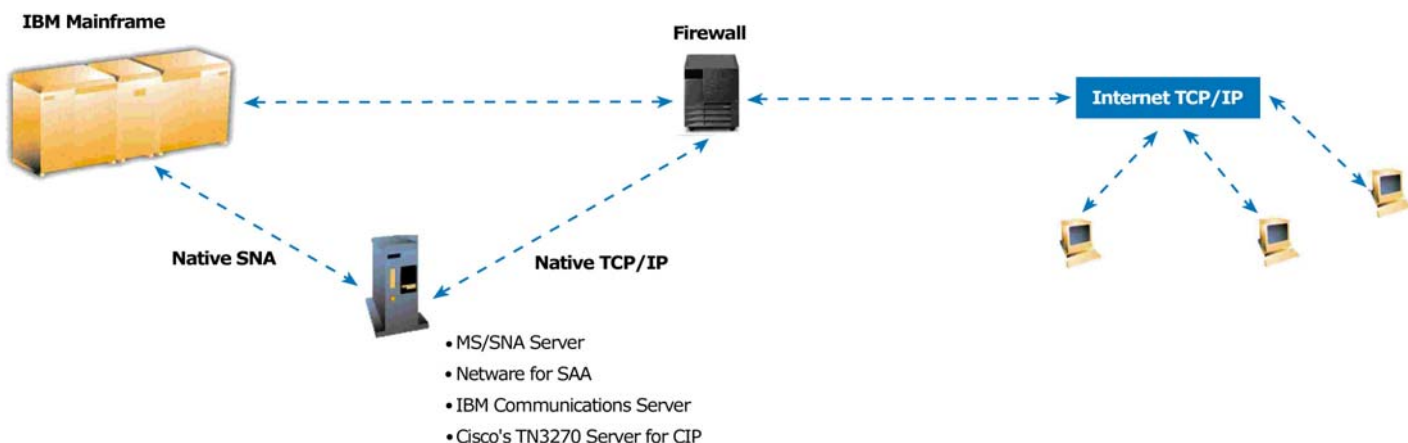 IBM Mainframe
Firewall
Internet TCP/IP
Native SNA
Native TCP/IP
• MS/SNA Server
• Netware for SAA
• IBM Communications Server
• Cisco's TN3270 Server for CIP